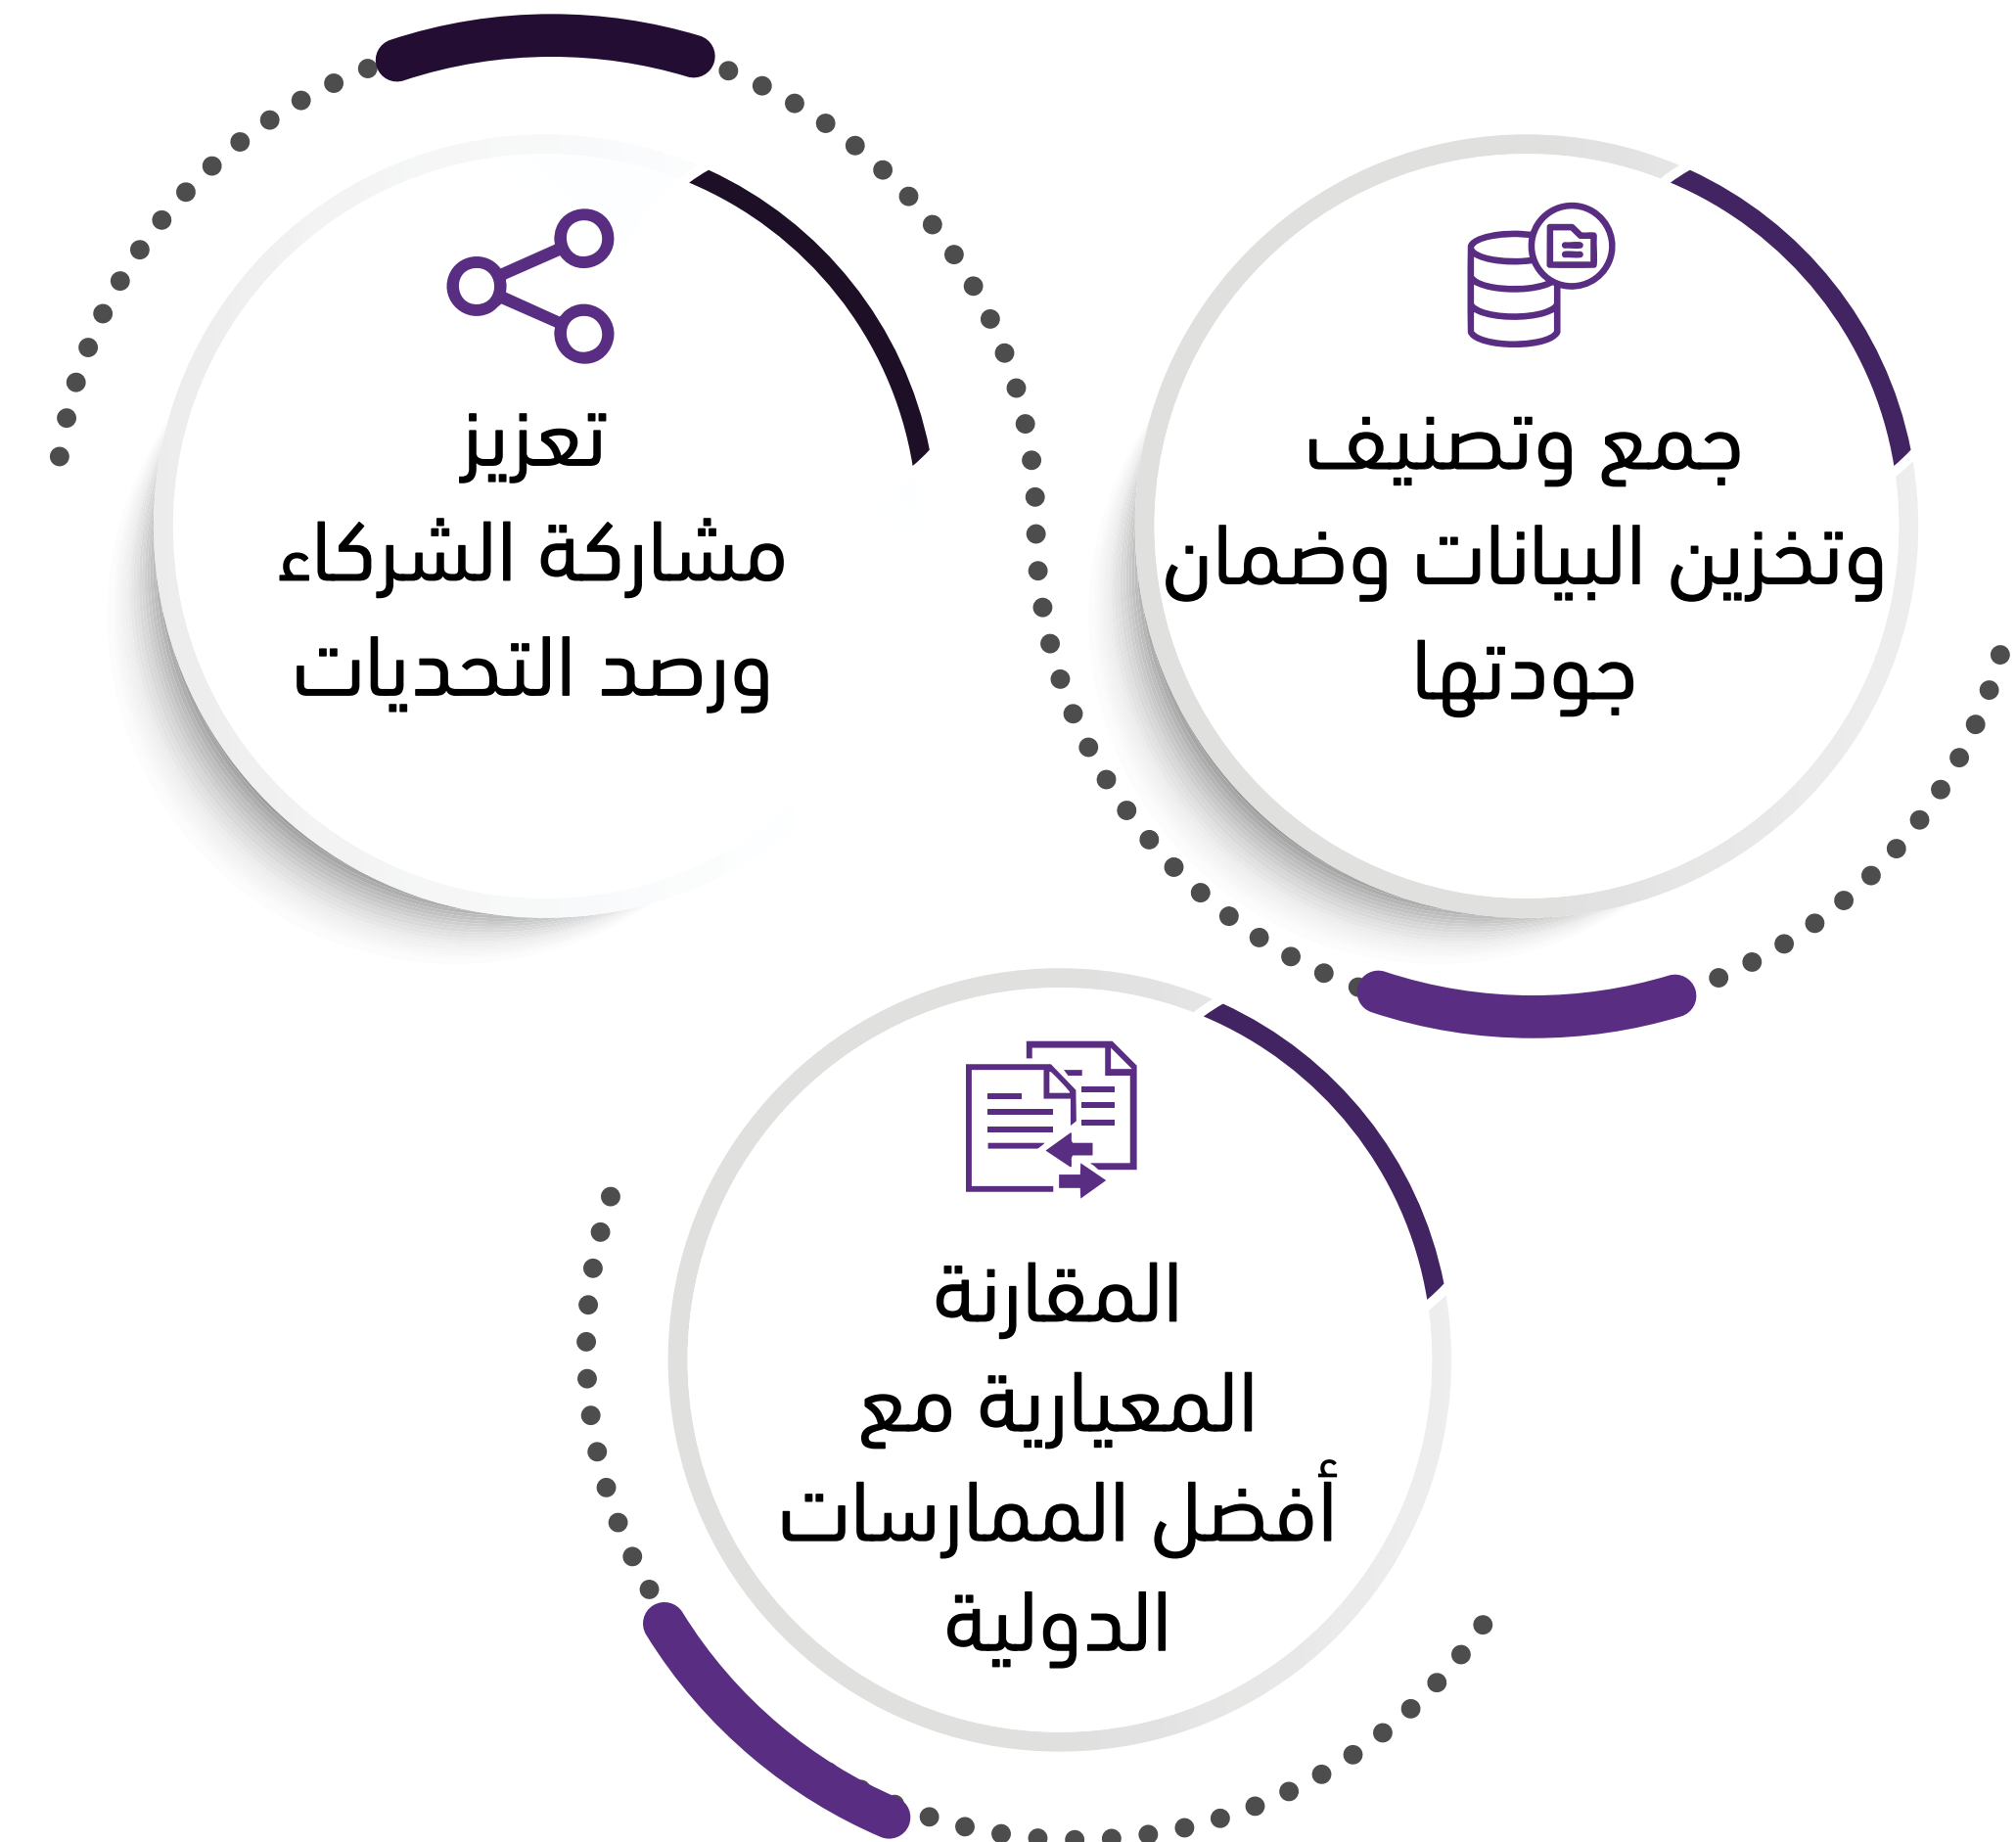 جمع وتصنيف
وتخزين البيانات وضمان
جودتها
تعزيز
مشاركة الشركاء
ورصد التحديات
المقارنة
المعيارية مع
أفضل الممارسات
الدولية